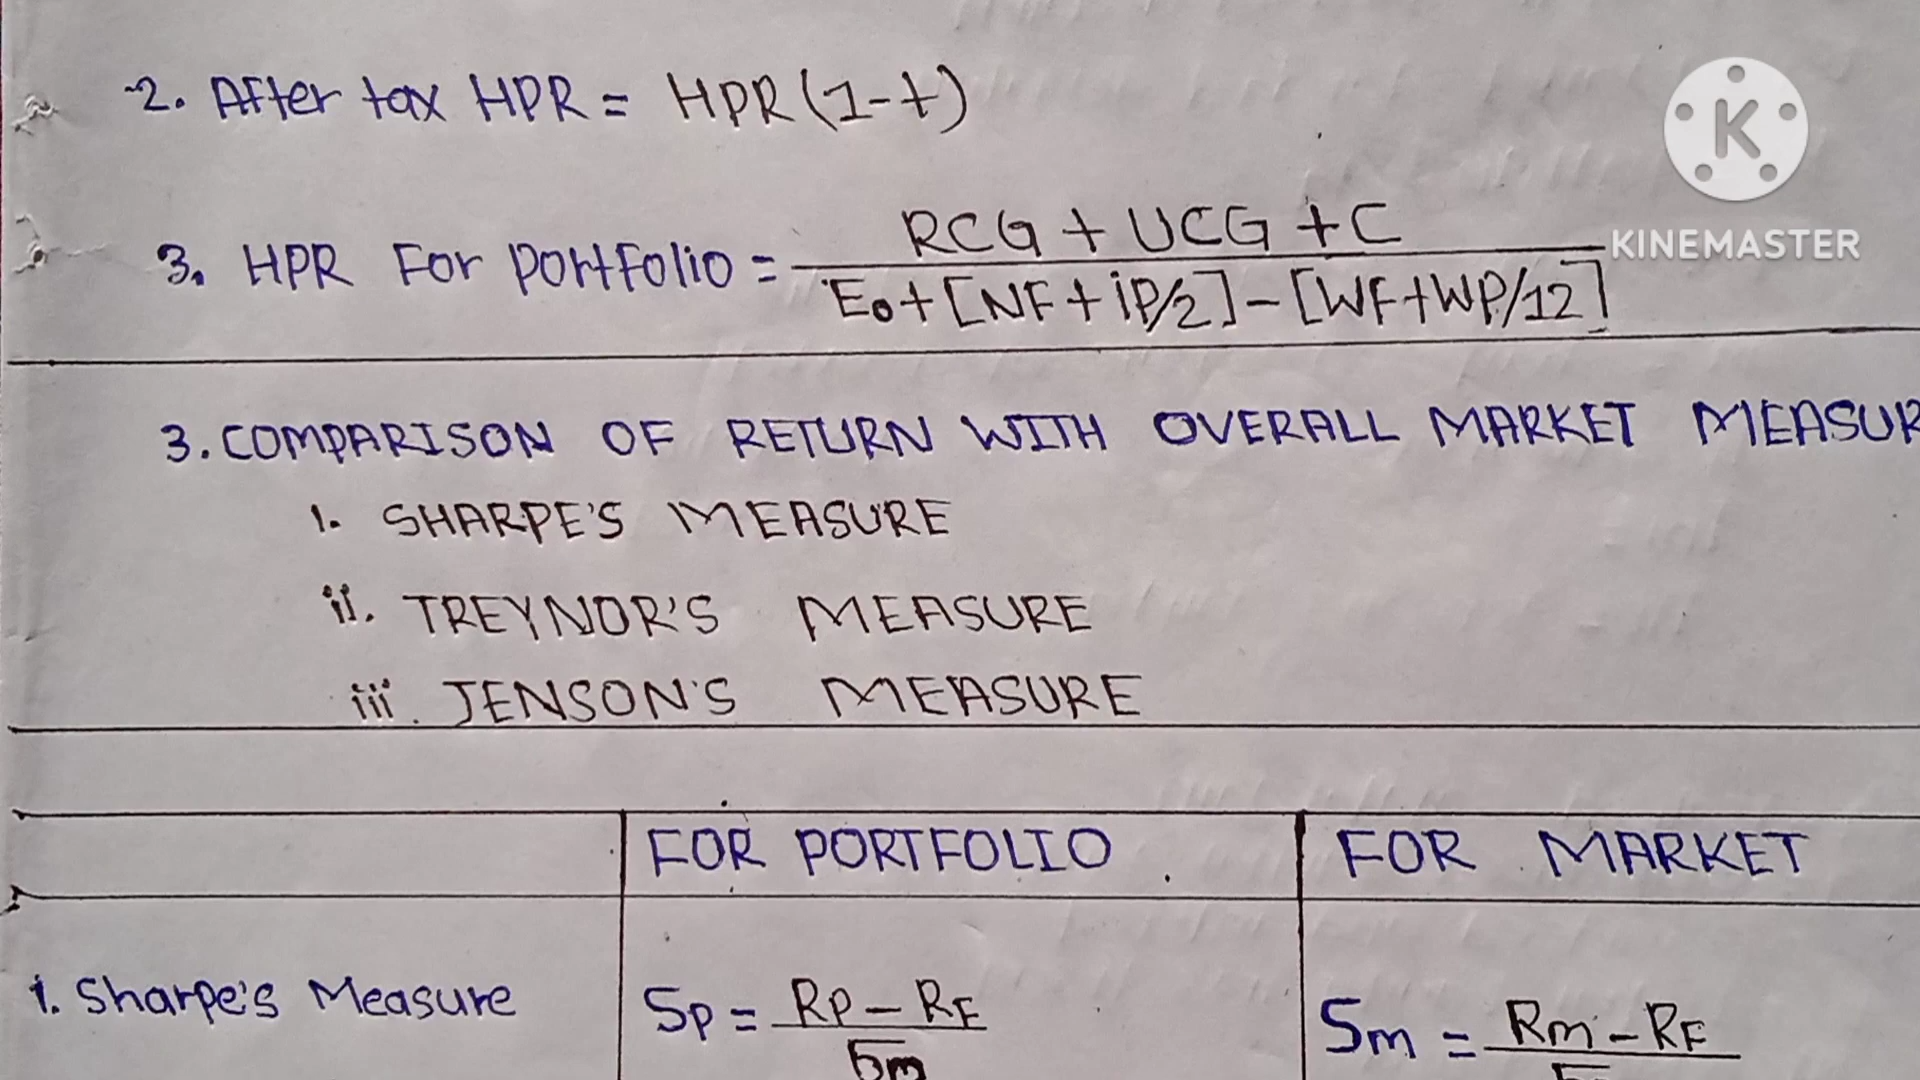 2. After tax HPR = HPR (1-t)
K
KINEMASTER
3. HPR For Portfolio = RCG + UCG + C
E0 + [NF + iP/2] - [WF + WP/12]
3. COMPARISON OF RETURN WITH OVERALL MARKET MEASUR
i. SHARPE'S MEASURE
ii. TREYNOR'S MEASURE
iii. JENSON'S MEASURE
FOR PORTFOLIO FOR MARKET
i. Sharpe's Measure Sp = Rp - RF Sm = Rm - RF
σm